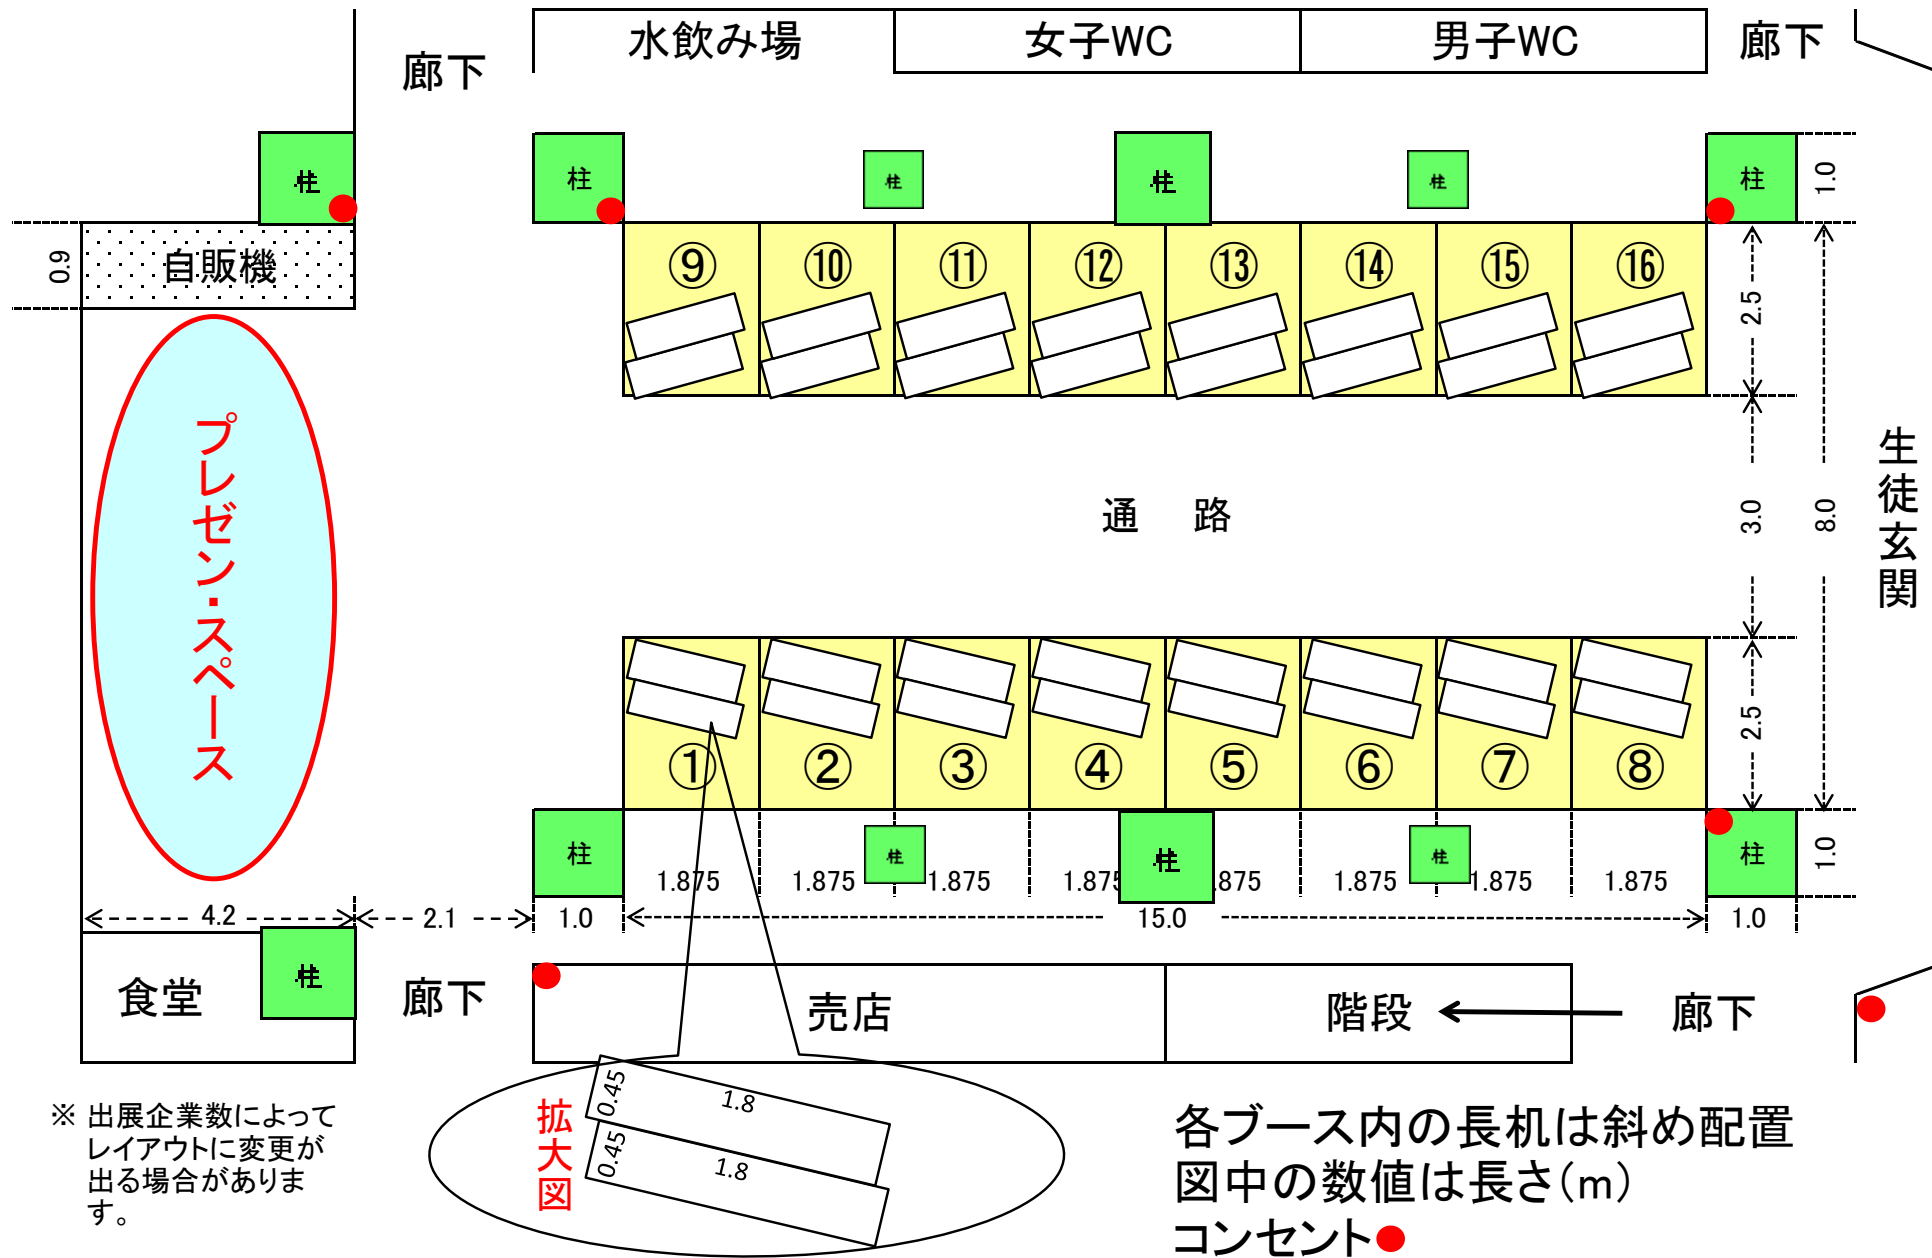 廊下
水飲み場
女子WC
男子WC
廊下
柱
柱
柱
柱
柱
柱
1.0
自販機
0.9
⑨
⑩
⑪
⑫
⑬
⑭
⑮
⑯
2.5
プレゼン・スペース
通　路
3.0
8.0
生徒玄関
①
②
③
④
⑤
⑥
⑦
⑧
2.5
柱
柱
柱
柱
柱
1.0
1.875
1.875
1.875
1.875
1.875
1.875
1.875
1.875
4.2
2.1
1.0
15.0
1.0
食堂
柱
廊下
売店
階段
廊下
拡大図
0.45
1.8
0.45
1.8
※ 出展企業数によって
レイアウトに変更が
出る場合がありま
す。
各ブース内の長机は斜め配置
図中の数値は長さ(m)
コンセント●